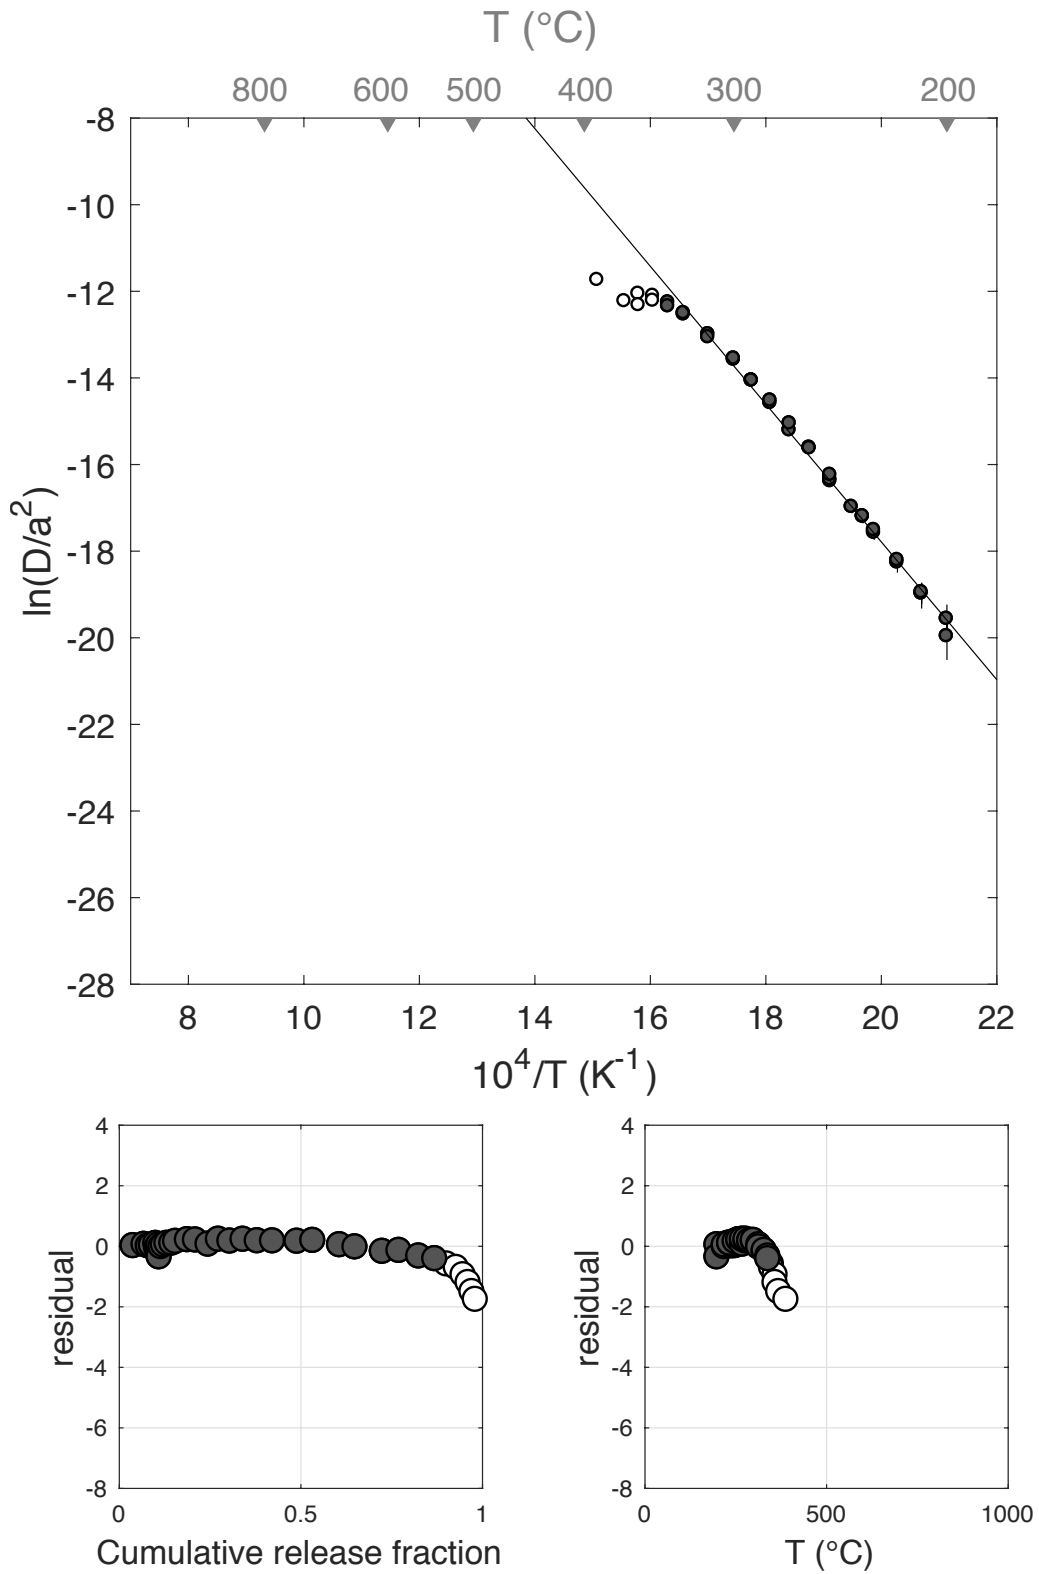 T (°C)
800 600 500 400 300 200
-8
-10
-12
-14
-16
-18
-20
-22
-24
-26
-28
ln(D/a²)
8 10 12 14 16 18 20 22
10⁴/T (K⁻¹)
4
2
0
-2
-4
-6
-8
residual
0 0.5 1
Cumulative release fraction
4
2
0
-2
-4
-6
-8
residual
0 500 1000
T (°C)